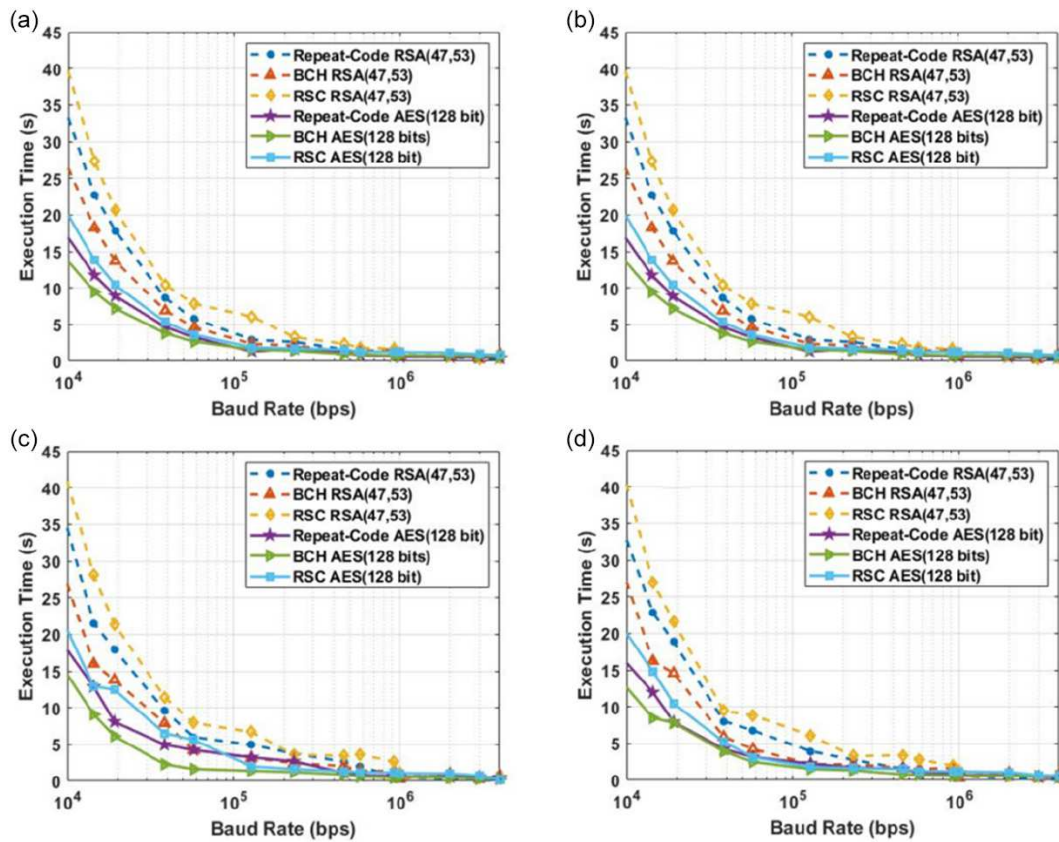 (a)
45
40
35
30
25
20
15
10
5
0
Execution Time (s)
Repeat-Code RSA(47,53)
BCH RSA(47,53)
RSC RSA(47,53)
Repeat-Code AES(128 bit)
BCH AES(128 bits)
RSC AES(128 bit)
10^4
10^5
10^6
Baud Rate (bps)
(b)
45
40
35
30
25
20
15
10
5
0
Execution Time (s)
Repeat-Code RSA(47,53)
BCH RSA(47,53)
RSC RSA(47,53)
Repeat-Code AES(128 bit)
BCH AES(128 bits)
RSC AES(128 bit)
10^4
10^5
10^6
Baud Rate (bps)
(c)
45
40
35
30
25
20
15
10
5
0
Execution Time (s)
Repeat-Code RSA(47,53)
BCH RSA(47,53)
RSC RSA(47,53)
Repeat-Code AES(128 bit)
BCH AES(128 bits)
RSC AES(128 bit)
10^4
10^5
10^6
Baud Rate (bps)
(d)
45
40
35
30
25
20
15
10
5
0
Execution Time (s)
Repeat-Code RSA(47,53)
BCH RSA(47,53)
RSC RSA(47,53)
Repeat-Code AES(128 bit)
BCH AES(128 bits)
RSC AES(128 bit)
10^4
10^5
10^6
Baud Rate (bps)